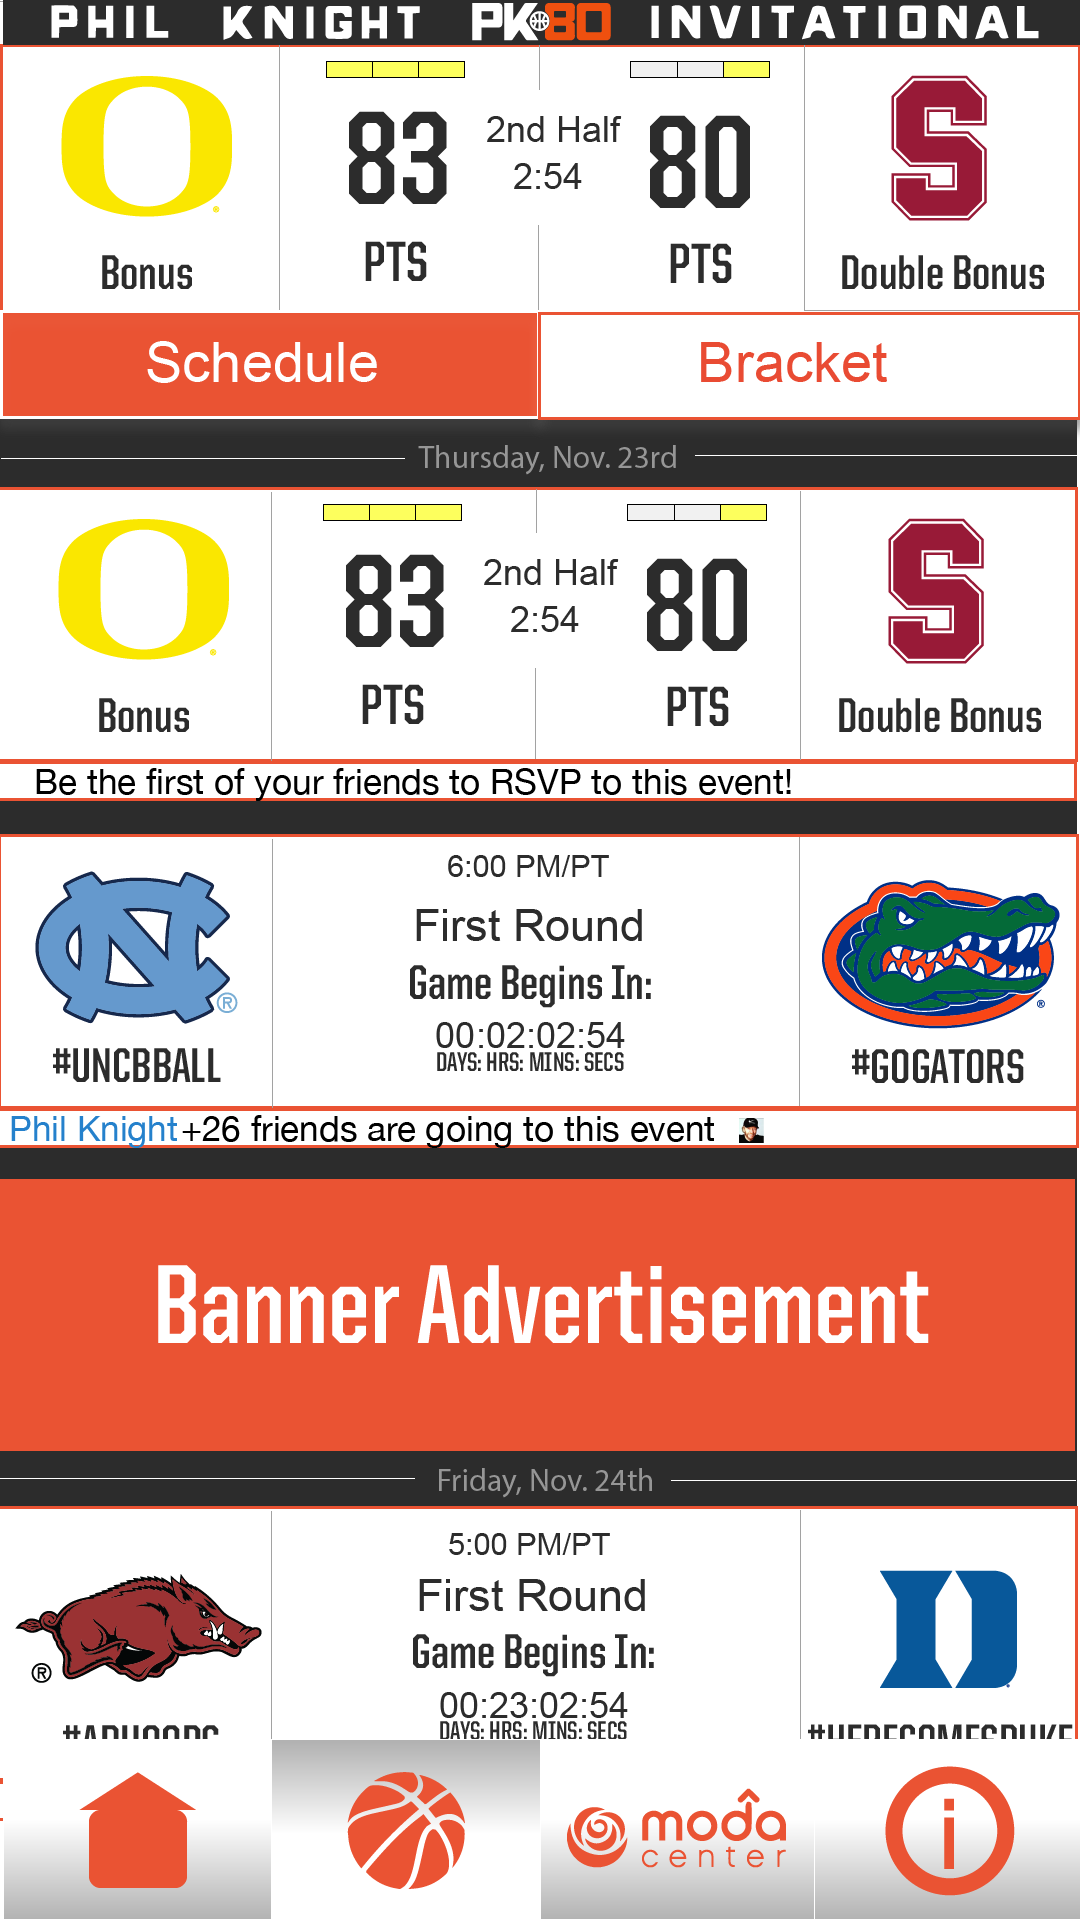 PHIL KNIGHT PK80 INVITATIONAL
83 2nd Half 80
2:54
Bonus PTS PTS Double Bonus
Schedule Bracket
Thursday, Nov. 23rd
83 2nd Half 80
2:54
Bonus PTS PTS Double Bonus
Be the first of your friends to RSVP to this event!
6:00 PM/PT
First Round
Game Begins In:
00:02:02:54
DAYS: HRS: MINS: SECS
#UNCBBALL #GOGATORS
Phil Knight +26 friends are going to this event
Banner Advertisement
Friday, Nov. 24th
5:00 PM/PT
First Round
Game Begins In:
00:23:02:54
DAYS: HRS: MINS: SECS
#HERECOMESDUKE
moda
center